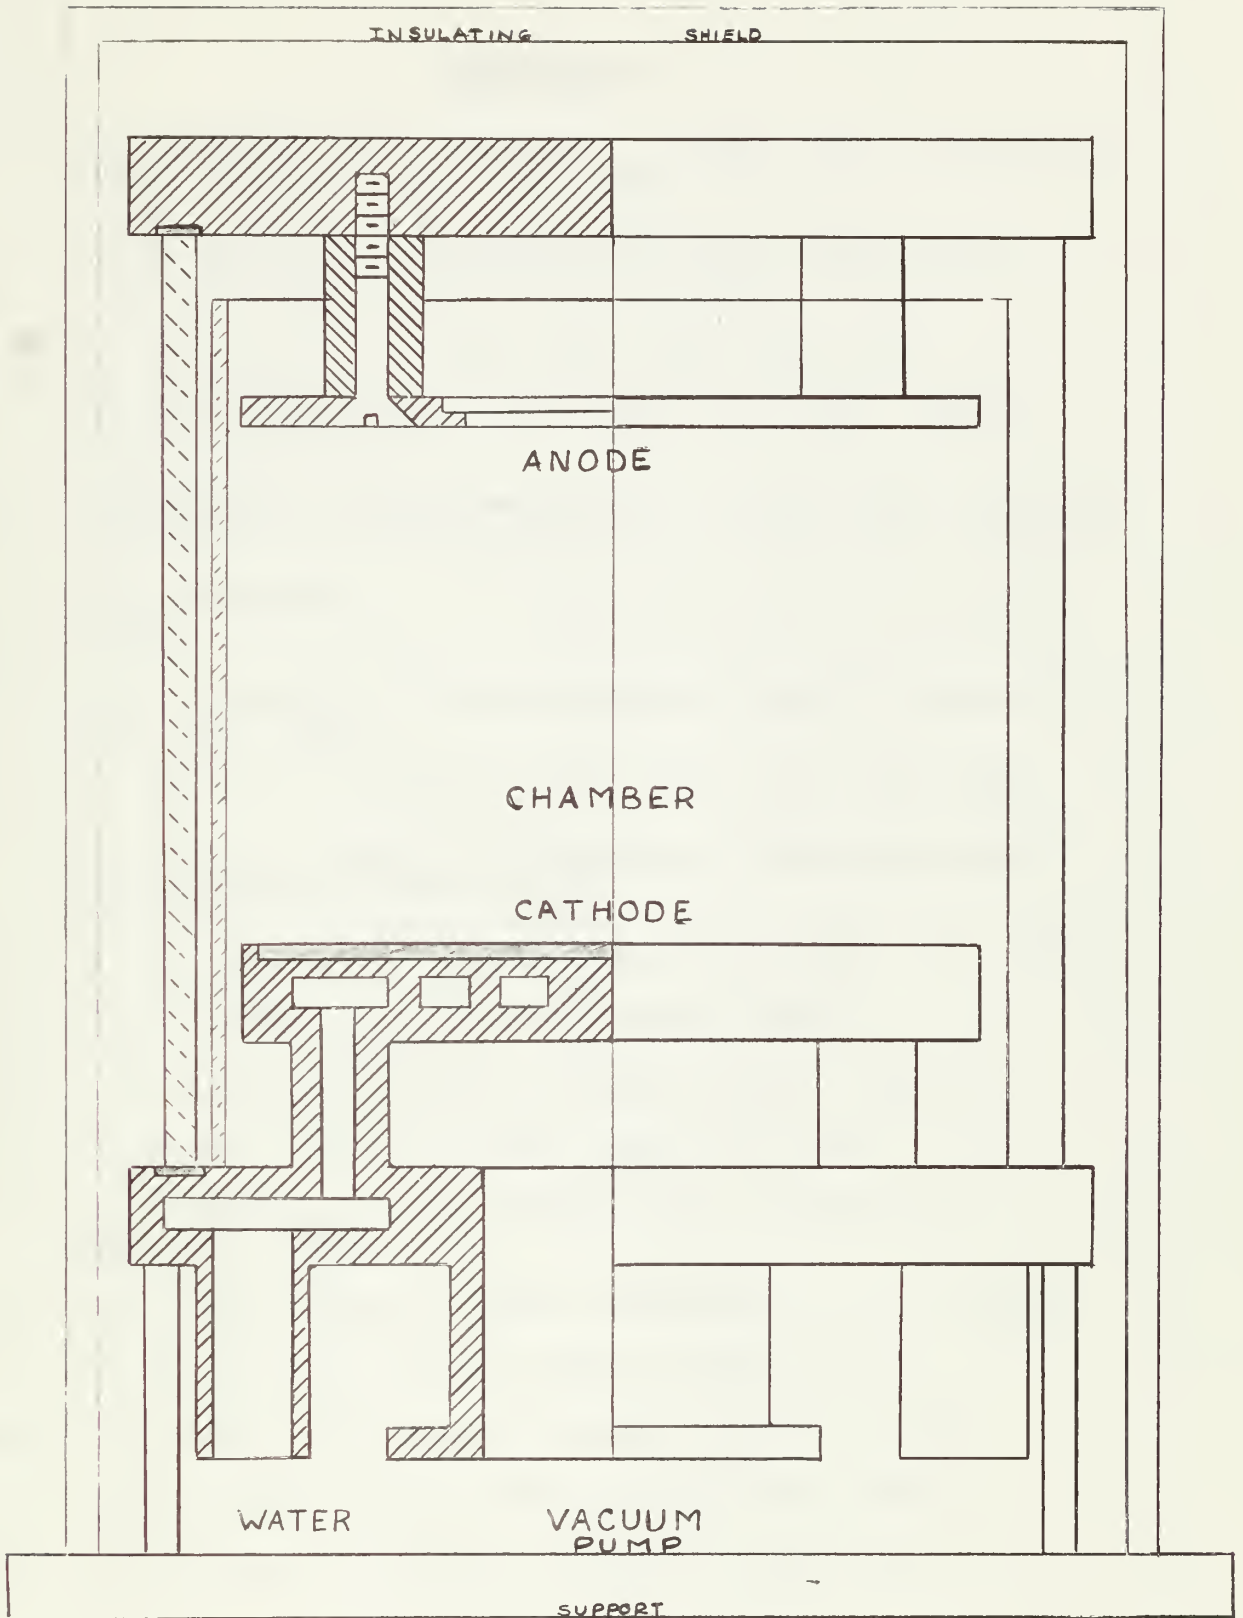 INSULATING SHIELD
ANODE
CHAMBER
CATHODE
WATER
VACUUM
PUMP
SUPPORT